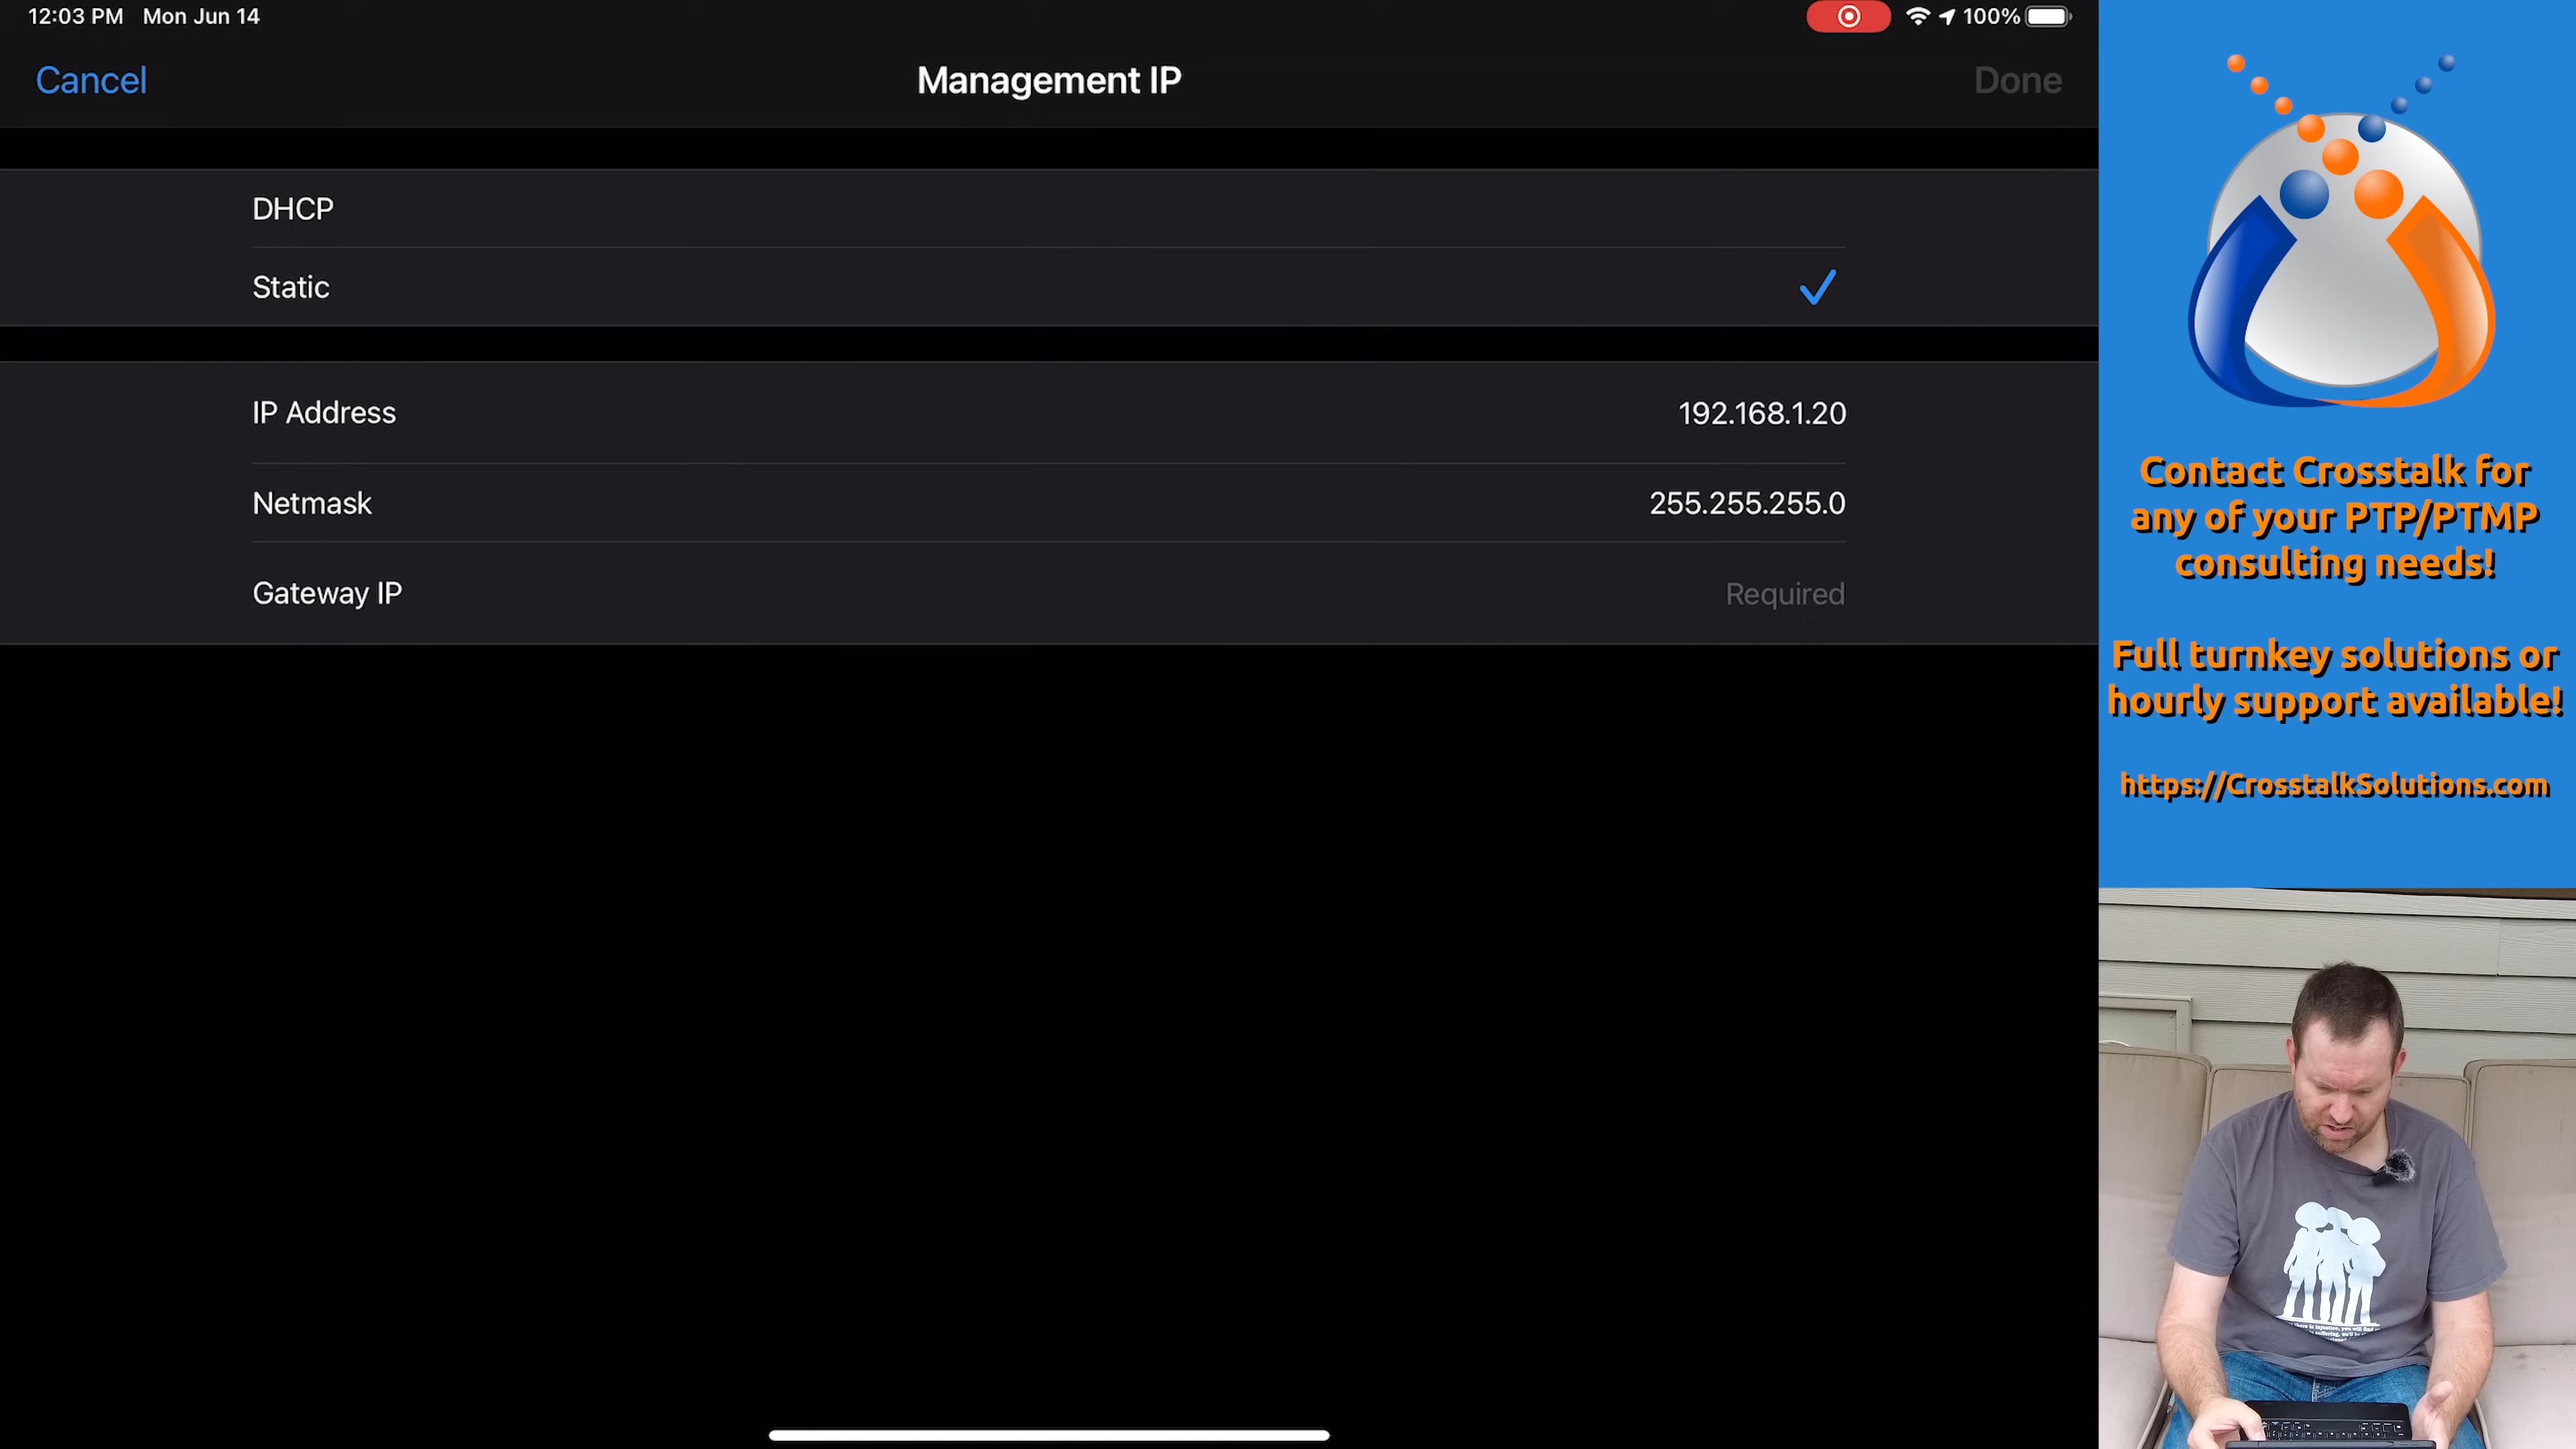 12:03 PM Mon Jun 14
100%
Cancel
Management IP
Done
DHCP
Static
IP Address
192.168.1.20
Netmask
255.255.255.0
Gateway IP
Required
Contact Crosstalk for
any of your PTP/PTMP
consulting needs!
Full turnkey solutions or
hourly support available!
https://CrosstalkSolutions.com